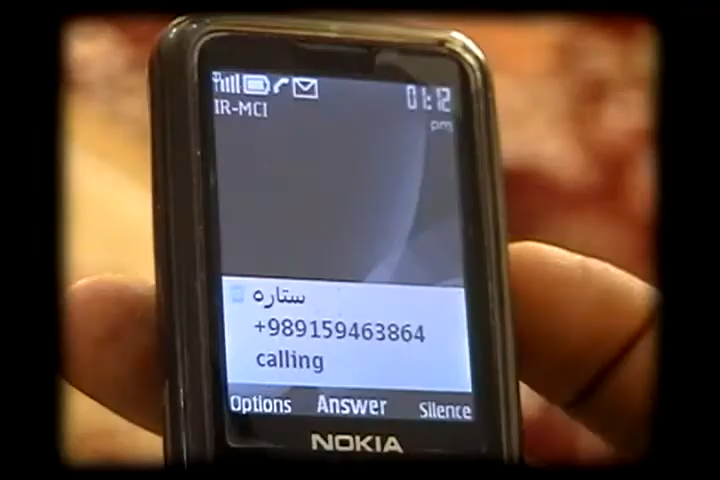 01:12
IR-MCI
pm
ستاره
+989159463864
calling
Options Answer Silence
NOKIA